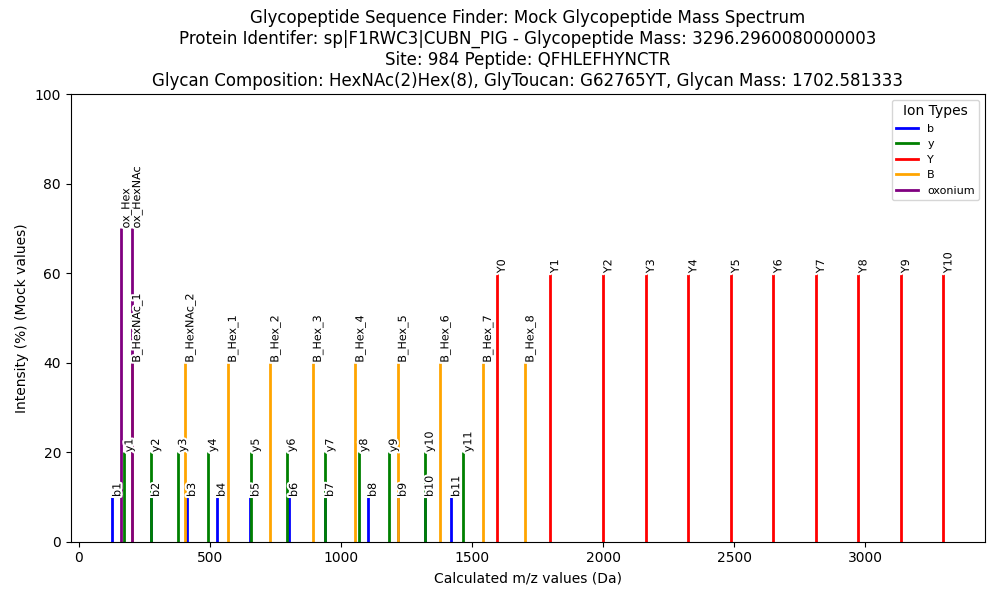 Glycopeptide Sequence Finder: Mock Glycopeptide Mass Spectrum
Protein Identifer: sp|F1RWC3|CUBN_PIG - Glycopeptide Mass: 3296.2960080000003
Site: 984 Peptide: QFHLEFHYNCTR
Glycan Composition: HexNAc(2)Hex(8), GlyToucan: G62765YT, Glycan Mass: 1702.581333
Intensity (%) (Mock values)
100
80
60
40
20
0
Ion Types
b
y
Y
B
oxonium
ox_Hex
ox_HexNAc
B_HexNAc_1
B_HexNAc_2
B_Hex_1
B_Hex_2
B_Hex_3
B_Hex_4
B_Hex_5
B_Hex_6
B_Hex_7
B_Hex_8
Y0
Y1
Y2
Y3
Y4
Y5
Y6
Y7
Y8
Y9
Y10
y1
y2
y3
y4
y5
y6
y7
y8
y9
y10
y11
b1
b2
b3
b4
b5
b6
b7
b8
b9
b10
b11
0
500
1000
1500
2000
2500
3000
Calculated m/z values (Da)